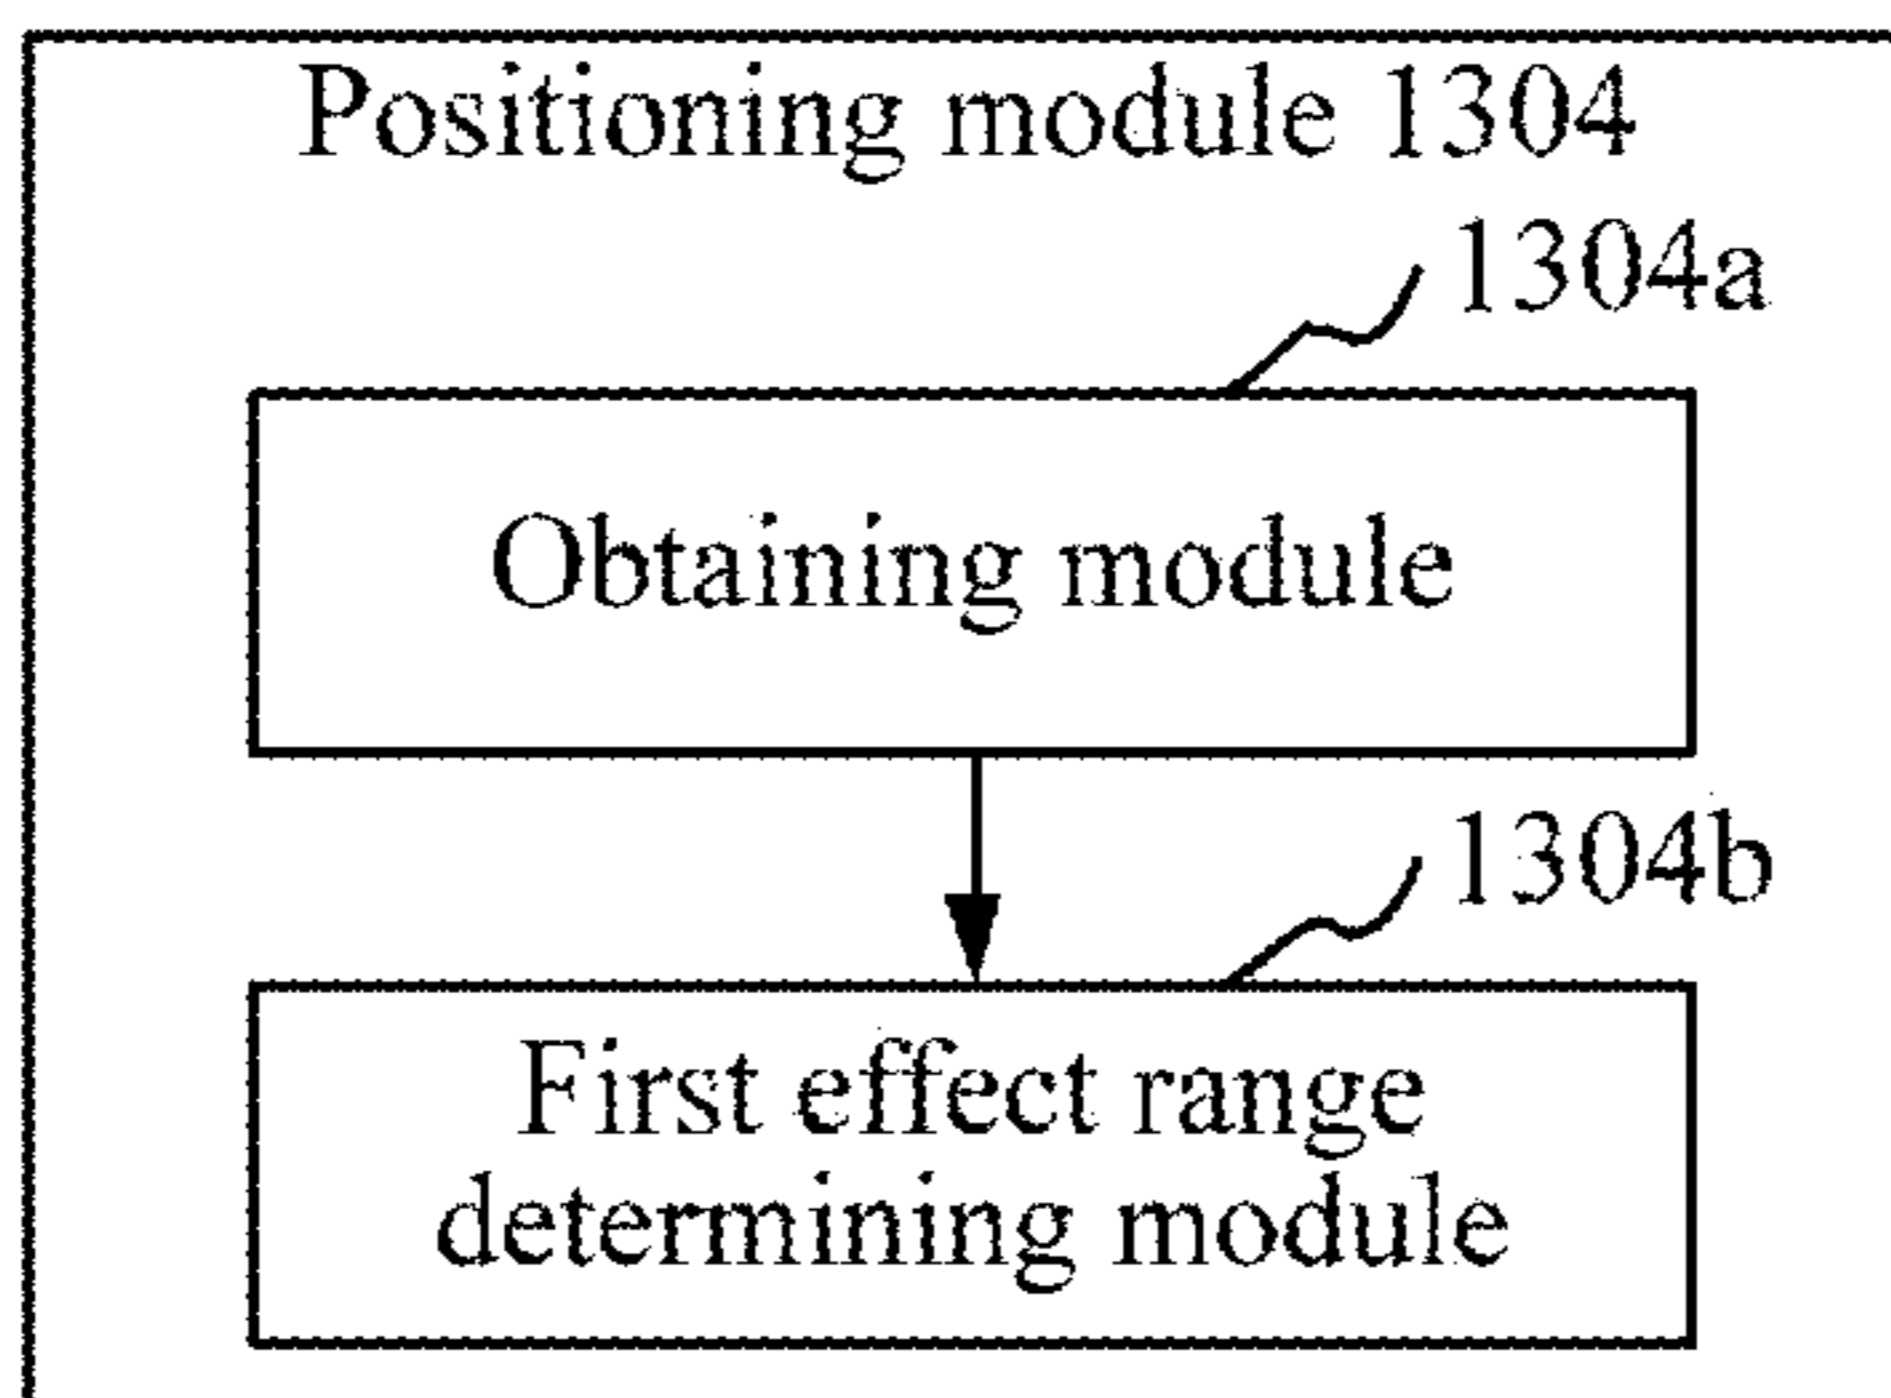 Positioning module 1304
1304a
Obtaining module
1304b
First effect range
determining module